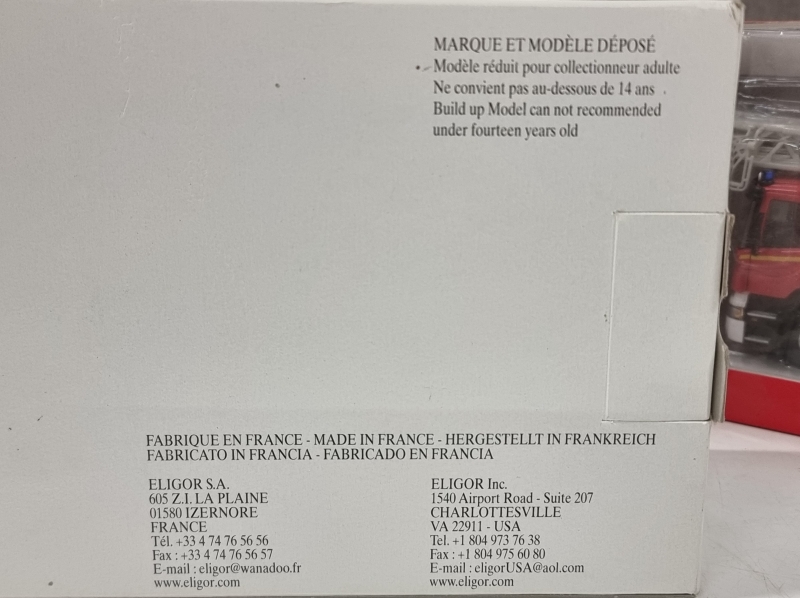 MARQUE ET MODÈLE DÉPOSÉ
Modèle réduit pour collectionneur adulte
Ne convient pas au-dessous de 14 ans
Build up Model can not recommended
under fourteen years old
FABRIQUE EN FRANCE - MADE IN FRANCE - HERGESTELLT IN FRANKREICH
FABRICATO IN FRANCIA - FABRICADO EN FRANCIA
ELIGOR S.A.
605 Z.I. LA PLAINE
01580 IZERNORE
FRANCE
Tél. +33 4 74 76 56 56
Fax : +33 4 74 76 56 57
E-mail : eligor@wanadoo.fr
www.eligor.com
ELIGOR Inc.
1540 Airport Road - Suite 207
CHARLOTTESVILLE
VA 22911 - USA
Tel. +1 804 973 76 38
Fax : +1 804 975 60 80
E-mail : eligorUSA@aol.com
www.eligor.com